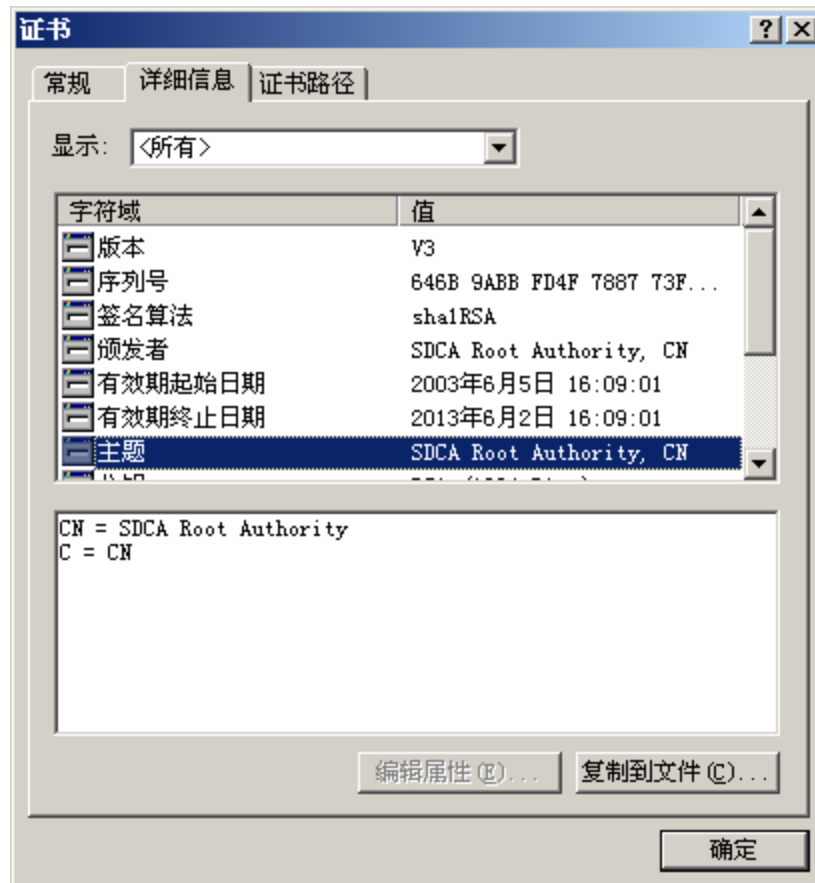 证书
常规 详细信息 证书路径
显示: <所有>
字符域 值
版本 V3
序列号 646B 9ABB FD4F 7887 73F...
签名算法 sha1RSA
颁发者 SDCA Root Authority, CN
有效期起始日期 2003年6月5日 16:09:01
有效期终止日期 2013年6月2日 16:09:01
主题 SDCA Root Authority, CN
CN = SDCA Root Authority
C = CN
编辑属性(E)... 复制到文件(C)...
确定